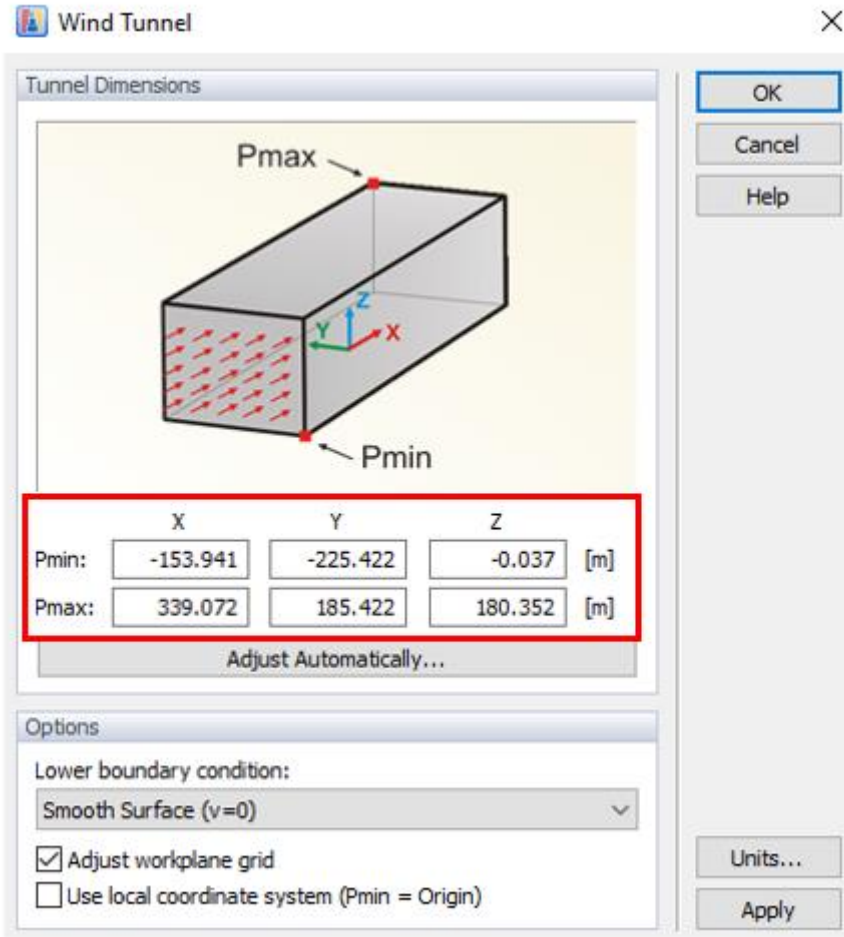 Wind Tunnel
Tunnel Dimensions
Pmax
Z
Y
X
Pmin
X Y Z
Pmin: -153.941 -225.422 -0.037 [m]
Pmax: 339.072 185.422 180.352 [m]
Adjust Automatically...
Options
Lower boundary condition:
Smooth Surface (v=0)
Adjust workplane grid
Use local coordinate system (Pmin = Origin)
OK
Cancel
Help
Units...
Apply